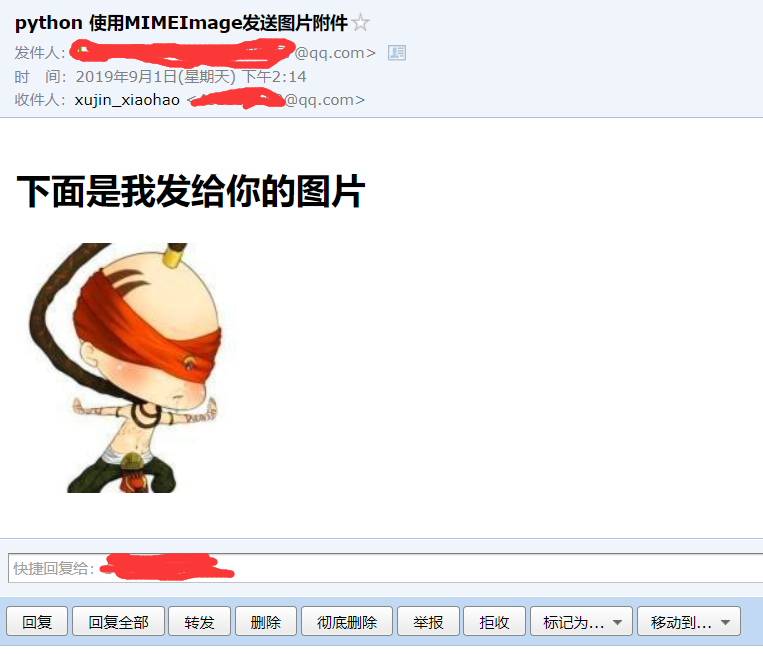 python 使用MIMEImage发送图片附件
发件人： @qq.com>
时 间：2019年9月1日(星期天) 下午2:14
收件人：xujin_xiaohao < @qq.com>
下面是我发给你的图片
快捷回复给：
回复 回复全部 转发 删除 彻底删除 举报 拒收 标记为... 移动到...